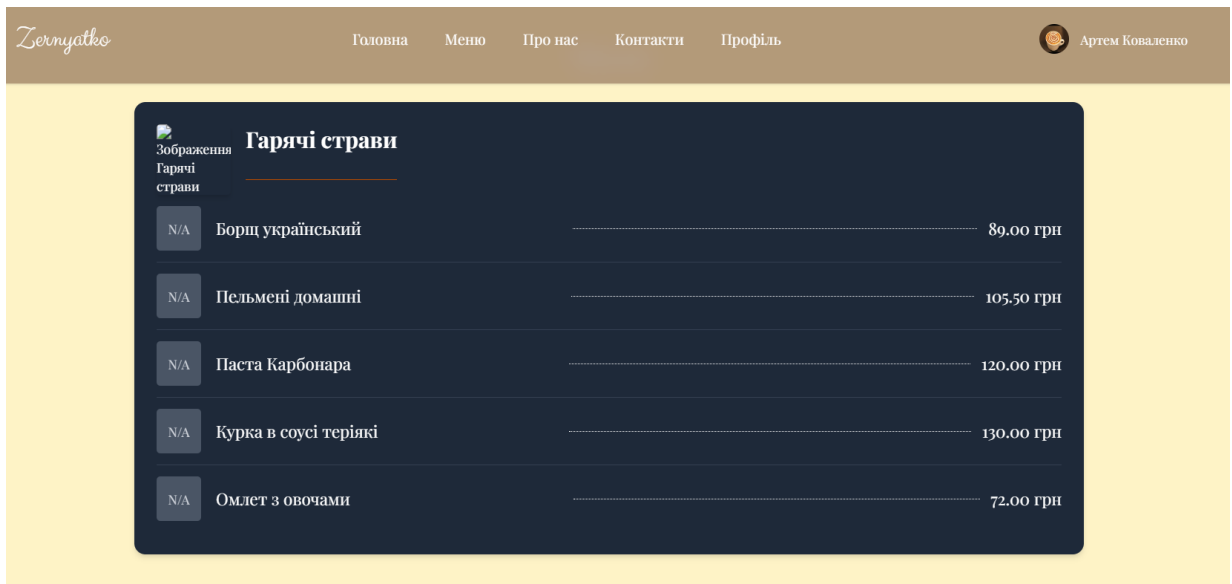 Zernyatko
Головна Меню Про нас Контакти Профіль
Артем Коваленко
Зображення
Гарячі
страви
Гарячі страви
N/A Борщ український 89.00 грн
N/A Пельмені домашні 105.50 грн
N/A Паста Карбонара 120.00 грн
N/A Курка в соусі теріякі 130.00 грн
N/A Омлет з овочами 72.00 грн